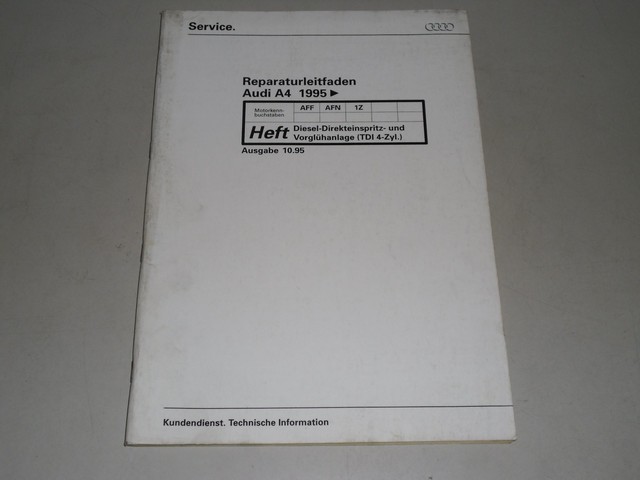 Service.
Reparaturleitfaden
Audi A4 1995 ►
Motorkenn-
buchstaben
AFF AFN 1Z
Heft
Diesel-Direkteinspritz- und
Vorglühanlage (TDI 4-Zyl.)
Ausgabe 10.95
Kundendienst. Technische Information